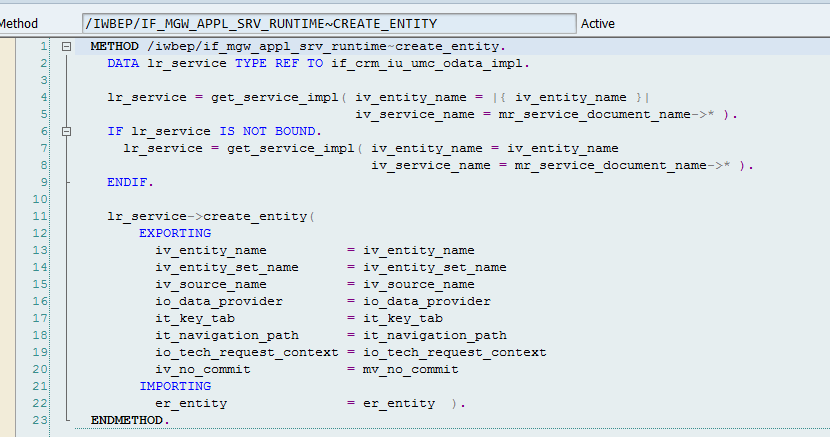 Method /IWBEP/IF_MGW_APPL_SRV_RUNTIME~CREATE_ENTITY Active
1 METHOD /iwbep/if_mgw_appl_srv_runtime~create_entity.
2 DATA lr_service TYPE REF TO if_crm_iu_umc_odata_impl.
3
4 lr_service = get_service_impl( iv_entity_name = |{ iv_entity_name }|
5 iv_service_name = mr_service_document_name->* ).
6 IF lr_service IS NOT BOUND.
7 lr_service = get_service_impl( iv_entity_name = iv_entity_name
8 iv_service_name = mr_service_document_name->* ).
9 ENDIF.
10
11 lr_service->create_entity(
12 EXPORTING
13 iv_entity_name = iv_entity_name
14 iv_entity_set_name = iv_entity_set_name
15 iv_source_name = iv_source_name
16 io_data_provider = io_data_provider
17 it_key_tab = it_key_tab
18 it_navigation_path = it_navigation_path
19 io_tech_request_context = io_tech_request_context
20 iv_no_commit = mv_no_commit
21 IMPORTING
22 er_entity = er_entity ).
23 ENDMETHOD.